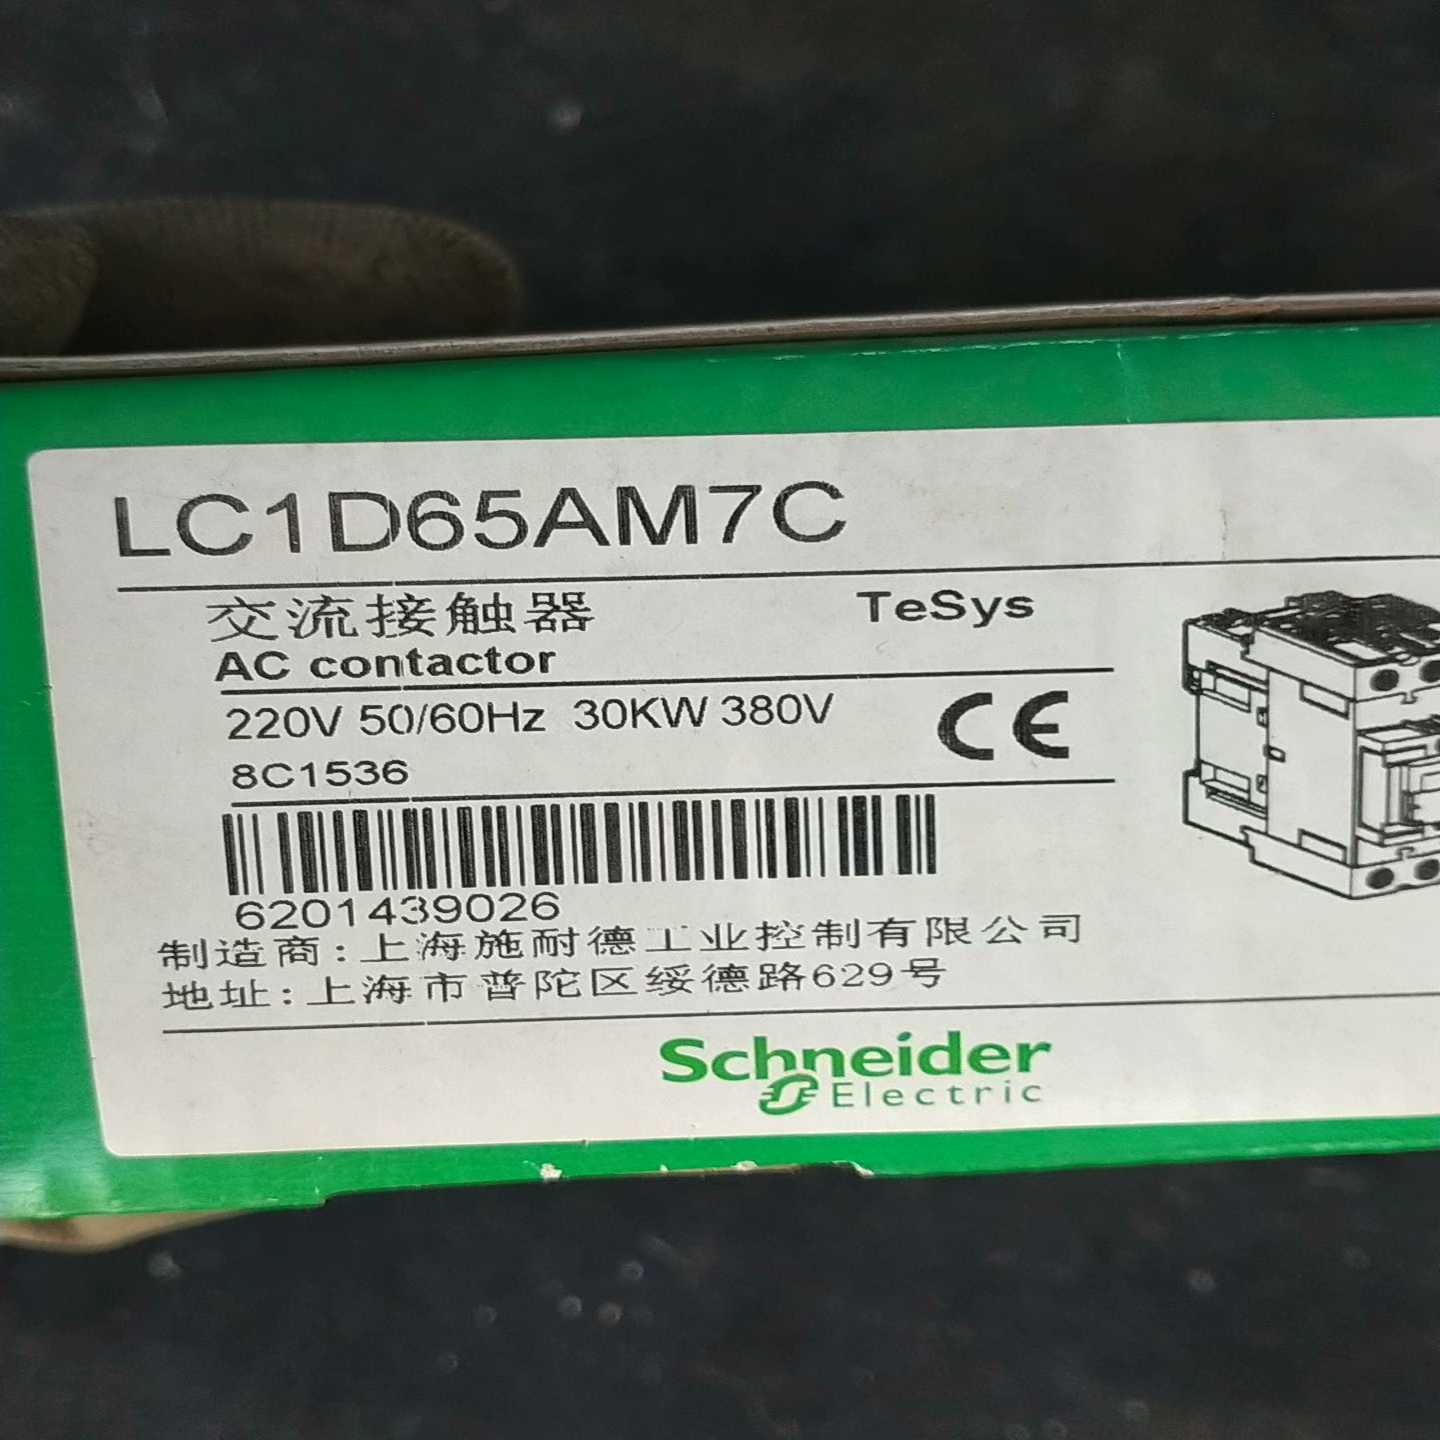 LC1D65AM7C
交流接触器 TeSys
AC contactor
220V 50/60Hz 30KW 380V CE
8C1536
6201439026
制造商:上海施耐德工业控制有限公司
地址:上海市普陀区绥德路629号
Schneider
Electric